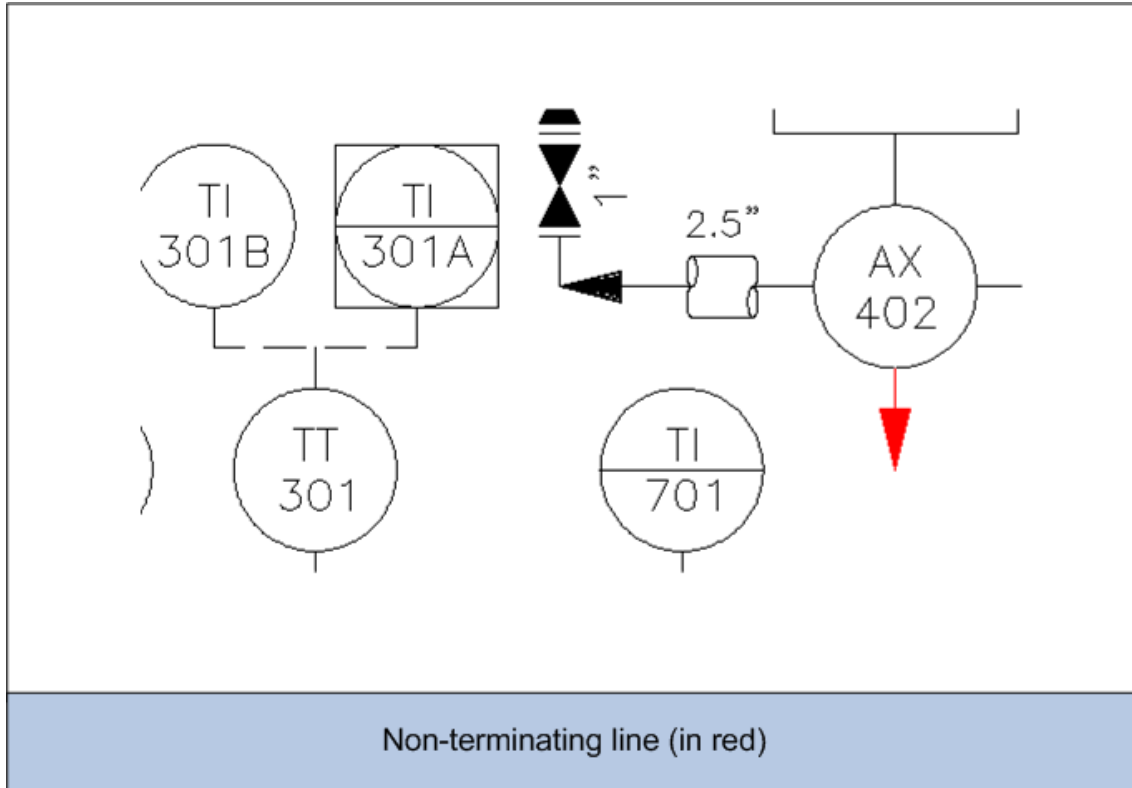 TI
301B
TI
301A
1”
2.5”
AX
402
TT
301
TI
701
Non-terminating line (in red)